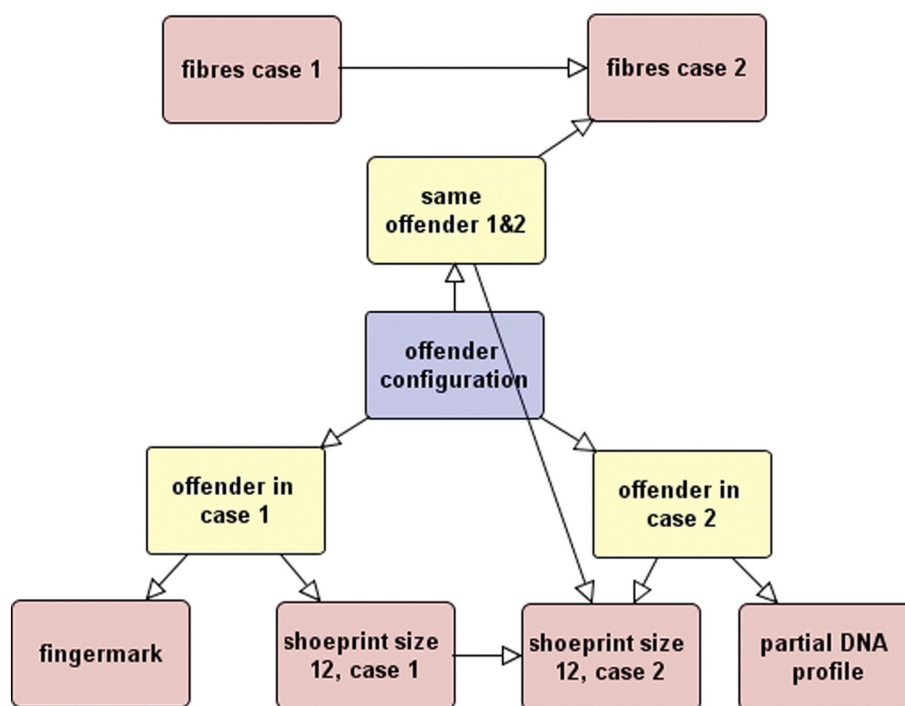 fibres case 1
fibres case 2
same
offender 1&2
offender
configuration
offender in
case 1
offender in
case 2
fingermark
shoeprint size
12, case 1
shoeprint size
12, case 2
partial DNA
profile